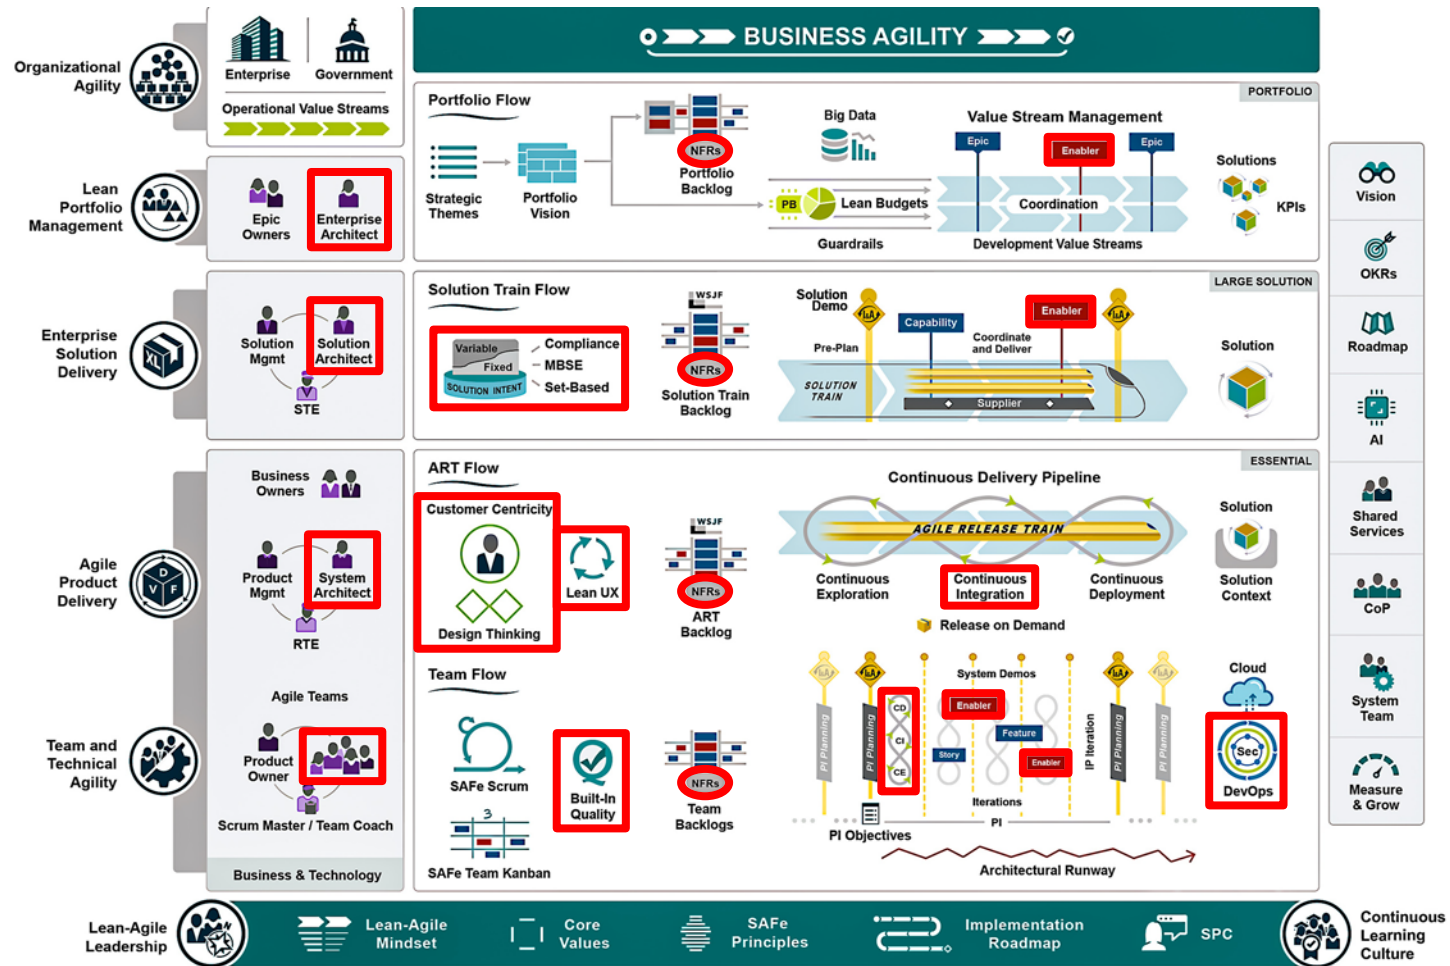 BUSINESS AGILITY
Organizational
Agility
Enterprise
Government
Operational Value Streams
PORTFOLIO
Portfolio Flow
Strategic
Themes
Portfolio
Vision
NFRs
Portfolio
Backlog
Big Data
PB
Lean Budgets
Guardrails
Value Stream Management
Epic
Enabler
Epic
Coordination
Development Value Streams
Solutions
KPIs
Lean
Portfolio
Management
Epic
Owners
Enterprise
Architect
LARGE SOLUTION
Enterprise
Solution
Delivery
XL
Solution
Mgmt
Solution
Architect
STE
Solution Train Flow
Variable
Fixed
SOLUTION INTENT
Compliance
MBSE
Set-Based
WSJF
NFRs
Solution Train
Backlog
Solution
Demo
I&A
Pre-Plan
Capability
Coordinate
and Deliver
Enabler
I&A
SOLUTION
TRAIN
Supplier
Solution
ESSENTIAL
Agile
Product
Delivery
D
V
F
Business
Owners
Product
Mgmt
System
Architect
RTE
ART Flow
Customer Centricity
Design Thinking
Lean UX
WSJF
NFRs
ART
Backlog
Continuous Delivery Pipeline
AGILE RELEASE TRAIN
Continuous
Exploration
Continuous
Integration
Continuous
Deployment
Release on Demand
Solution
Solution
Context
Team and
Technical
Agility
Agile Teams
Product
Owner
Scrum Master / Team Coach
Business & Technology
Team Flow
SAFe Scrum
3
SAFe Team Kanban
Built-In
Quality
NFRs
Team
Backlogs
I&A
I&A
I&A
I&A
PI Planning
PI Planning
CD
CI
CE
System Demos
Enabler
Story
Feature
Enabler
Iterations
IP Iteration
PI Planning
PI Planning
PI Objectives
PI
Architectural Runway
Cloud
Sec
DevOps
Vision
OKRs
Roadmap
AI
Shared
Services
CoP
System
Team
Measure
& Grow
Lean-Agile
Leadership
N
Lean-Agile
Mindset
Core
Values
SAFe
Principles
Implementation
Roadmap
SPC
Continuous
Learning
Culture